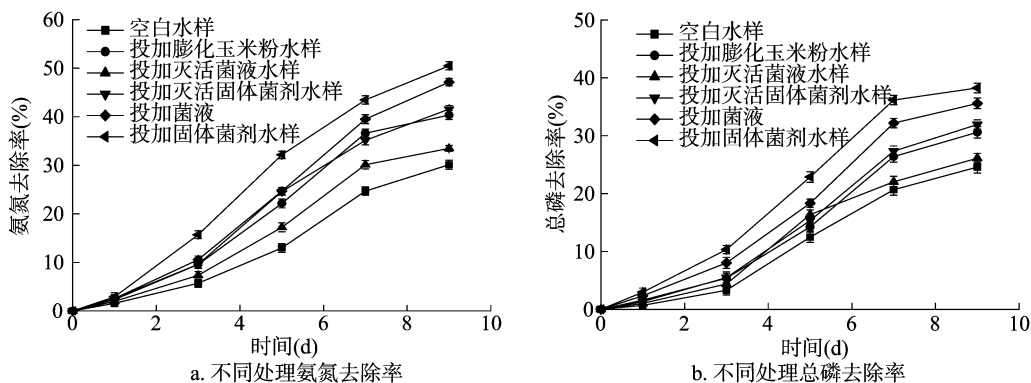 60
50
40
30
20
10
0
氨氮去除率(%)
空白水样
投加膨化玉米粉水样
投加灭活菌液水样
投加灭活固体菌剂水样
投加菌液
投加固体菌剂水样
0 2 4 6 8 10
时间(d)
a. 不同处理氨氮去除率
50
40
30
20
10
0
总磷去除率(%)
空白水样
投加膨化玉米粉水样
投加灭活菌液水样
投加灭活固体菌剂水样
投加菌液
投加固体菌剂水样
0 2 4 6 8 10
时间(d)
b. 不同处理总磷去除率